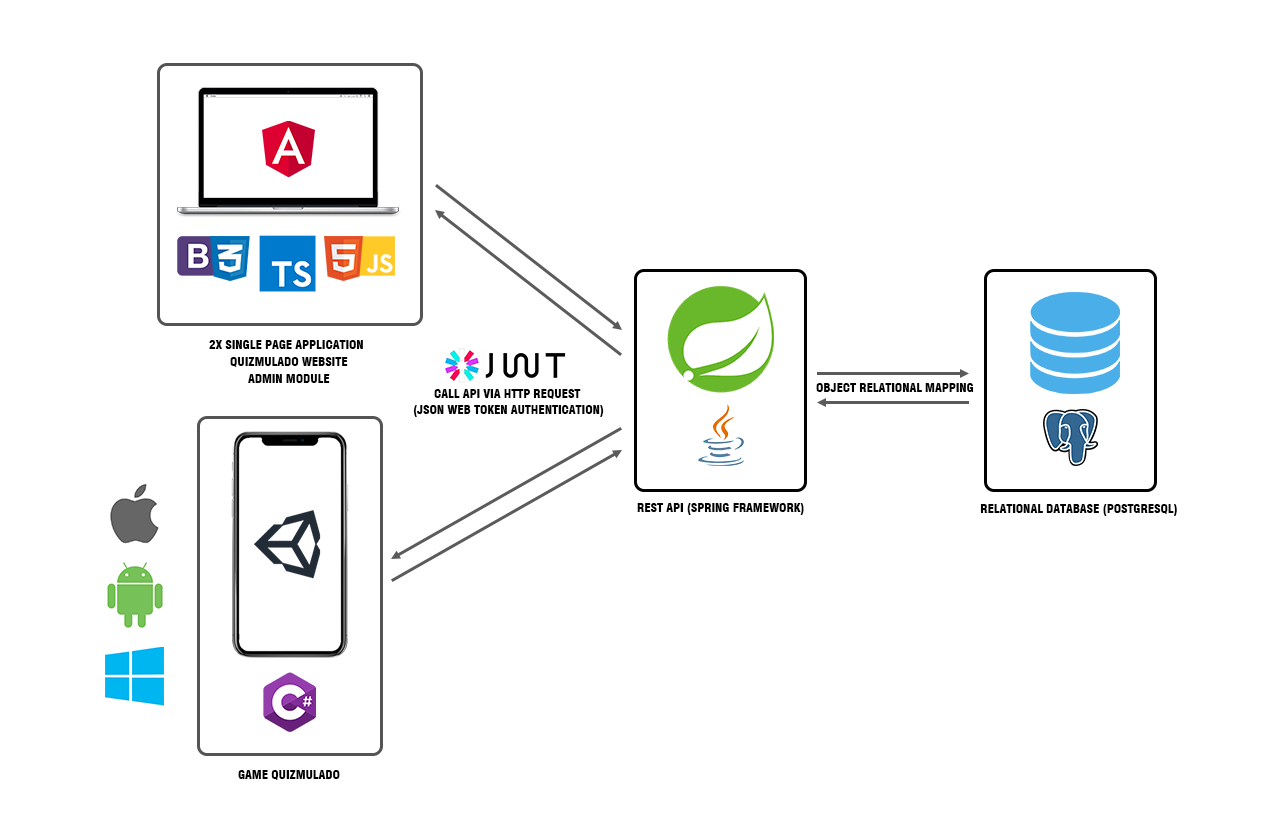 A
B
3
TS
5
JS
2X SINGLE PAGE APPLICATION
QUIZMULADO WEBSITE
ADMIN MODULE
JWT
CALL API VIA HTTP REQUEST
(JSON WEB TOKEN AUTHENTICATION)
OBJECT RELATIONAL MAPPING
REST API (SPRING FRAMEWORK)
RELATIONAL DATABASE (POSTGRESQL)
C#
GAME QUIZMULADO